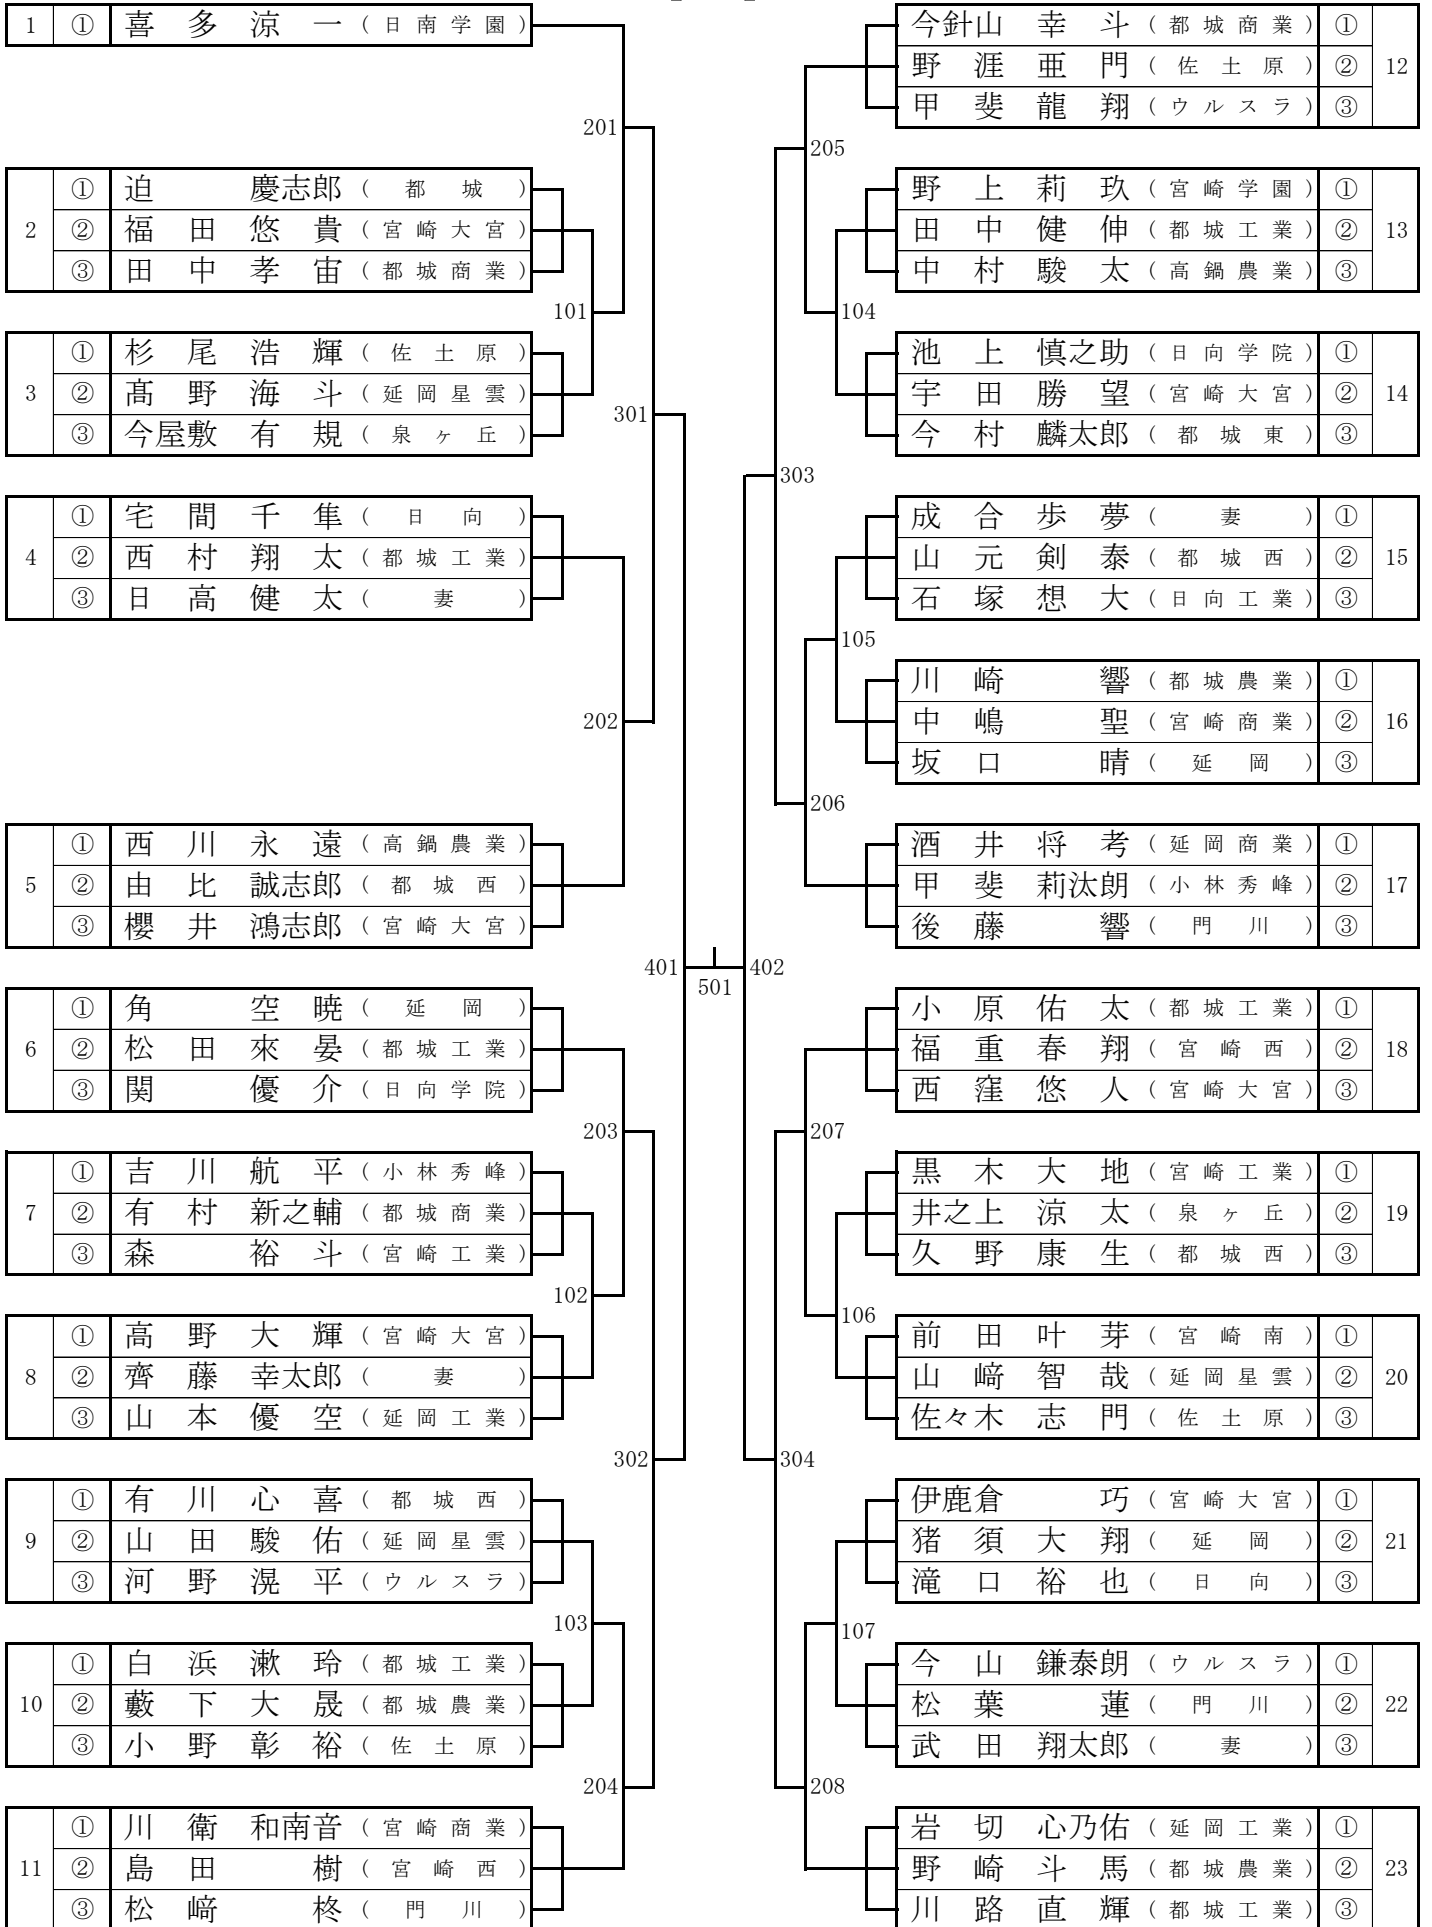 1 ① 喜多涼一 (日南学園)
201
2 ① 迫 慶志郎 (都城)
② 福田悠貴 (宮崎大宮)
③ 田中孝宙 (都城商業)
101
3 ① 杉尾浩輝 (佐土原)
② 髙野海斗 (延岡星雲)
③ 今屋敷有規 (泉ヶ丘)
301
4 ① 宅間千隼 (日向)
② 西村翔太 (都城工業)
③ 日高健太 (妻)
202
5 ① 西川永遠 (高鍋農業)
② 由比誠志郎 (都城西)
③ 櫻井鴻志郎 (宮崎大宮)
401
501
402
6 ① 角 空暁 (延岡)
② 松田來晏 (都城工業)
③ 関 優介 (日向学院)
203
7 ① 吉川航平 (小林秀峰)
② 有村新之輔 (都城商業)
③ 森 裕斗 (宮崎工業)
102
8 ① 高野大輝 (宮崎大宮)
② 齊藤幸太郎 (妻)
③ 山本優空 (延岡工業)
302
9 ① 有川心喜 (都城西)
② 山田駿佑 (延岡星雲)
③ 河野滉平 (ウルスラ)
103
10 ① 白浜漱玲 (都城工業)
② 藪下大晟 (都城農業)
③ 小野彰裕 (佐土原)
204
11 ① 川衛和南音 (宮崎商業)
② 島田 樹 (宮崎西)
③ 松﨑 柊 (門川)
今針山幸斗 (都城商業) ①
野涯亜門 (佐土原) ② 12
甲斐龍翔 (ウルスラ) ③
205
野上莉玖 (宮崎学園) ①
田中健伸 (都城工業) ② 13
中村駿太 (高鍋農業) ③
104
池上慎之助 (日向学院) ①
宇田勝望 (宮崎大宮) ② 14
今村麟太郎 (都城東) ③
303
成合歩夢 (妻) ①
山元剣泰 (都城西) ② 15
石塚想大 (日向工業) ③
105
川崎 響 (都城農業) ①
中嶋 聖 (宮崎商業) ② 16
坂口 晴 (延岡) ③
206
酒井将考 (延岡商業) ①
甲斐莉汰朗 (小林秀峰) ② 17
後藤 響 (門川) ③
小原佑太 (都城工業) ①
福重春翔 (宮崎西) ② 18
西窪悠人 (宮崎大宮) ③
207
黒木大地 (宮崎工業) ①
井之上涼太 (泉ヶ丘) ② 19
久野康生 (都城西) ③
106
前田叶芽 (宮崎南) ①
山﨑智哉 (延岡星雲) ② 20
佐々木志門 (佐土原) ③
304
伊鹿倉 巧 (宮崎大宮) ①
猪須大翔 (延岡) ② 21
滝口裕也 (日向) ③
107
今山鎌泰朗 (ウルスラ) ①
松葉 蓮 (門川) ② 22
武田翔太郎 (妻) ③
208
岩切心乃佑 (延岡工業) ①
野崎斗馬 (都城農業) ② 23
川路直輝 (都城工業) ③